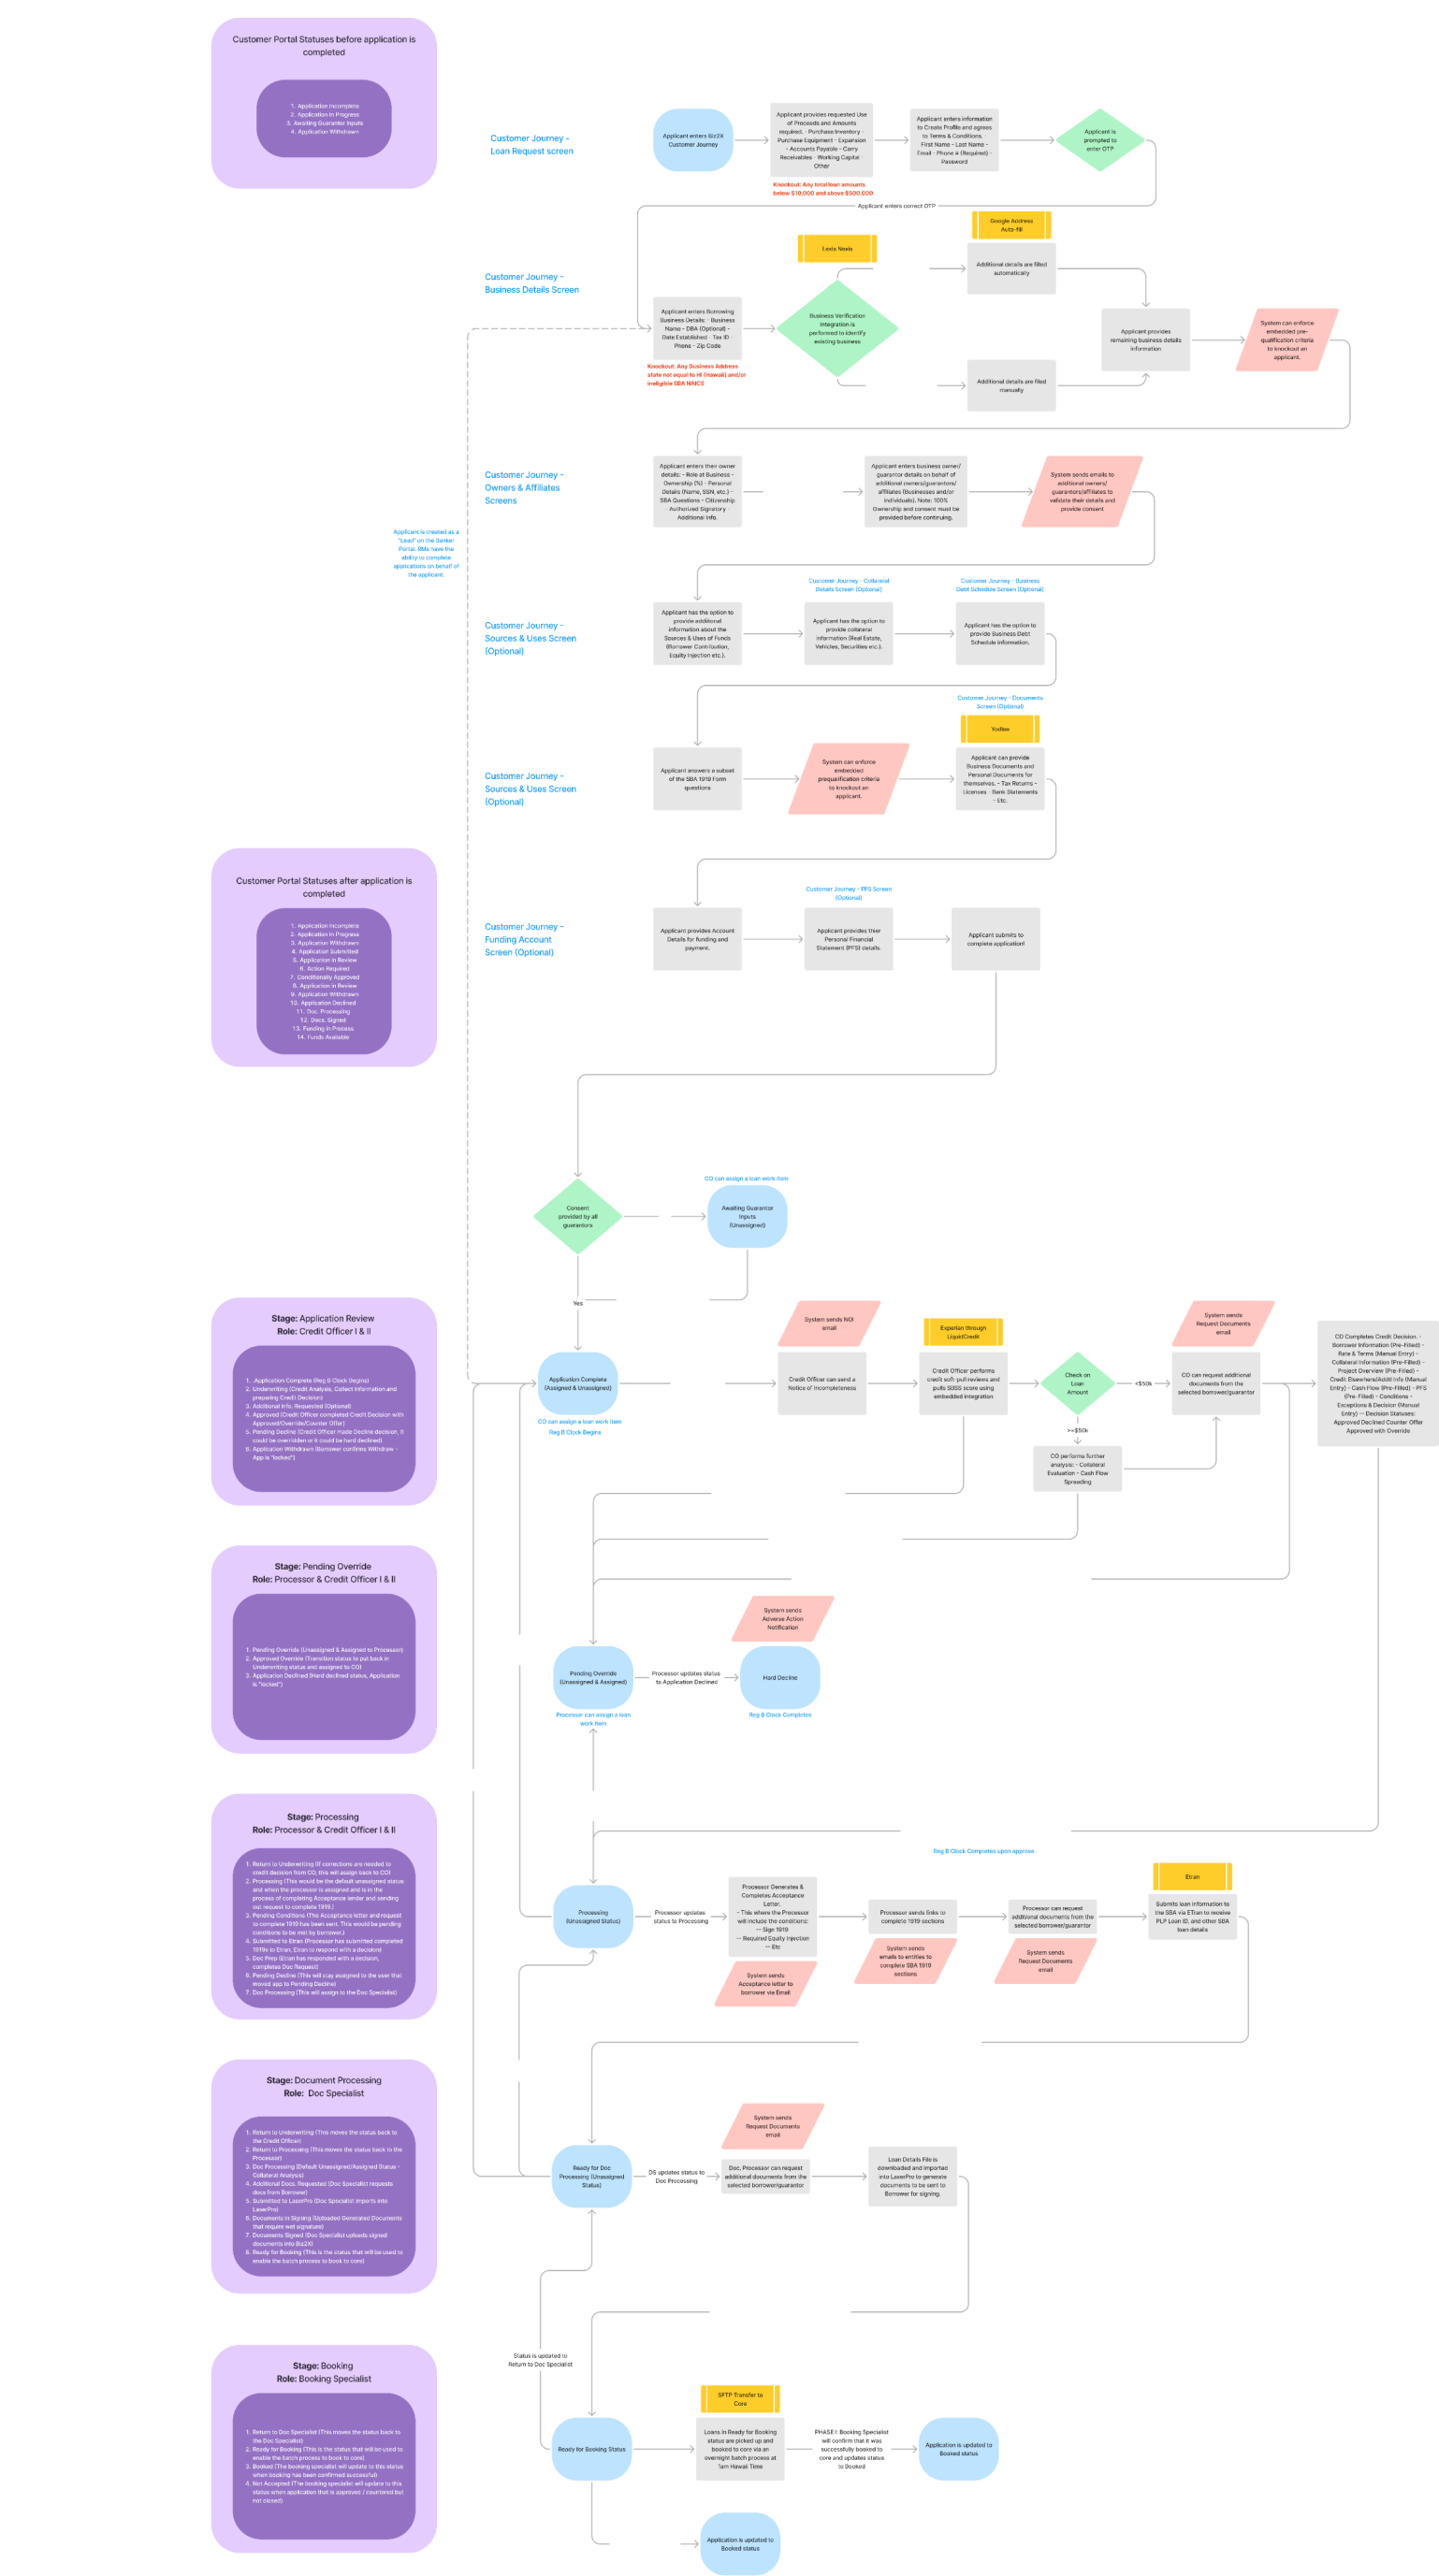 Customer Portal Statuses before application is
completed
1. Application Incomplete
2. Application In Progress
3. Awaiting Guarantor Inputs
4. Application Withdrawn
Customer Journey -
Loan Request screen
Applicant enters Biz2X
Customer Journey
Applicant provides requested Use
of Proceeds and Amounts
required. - Purchase Inventory -
Purchase Equipment - Expansion
- Accounts Payable - Carry
Receivables - Working Capital -
Other
Knockout: Any total loan amounts
below $10,000 and above $500,000
Applicant enters information
to Create Profile and agrees
to Terms & Conditions. -
First Name - Last Name -
Email - Phone # (Required) -
Password
Applicant is
prompted to
enter OTP
Applicant enters correct OTP
Customer Journey -
Business Details Screen
Applicant enters Borrowing
Business Details: - Business
Name - DBA (Optional) -
Date Established - Tax ID -
Phone - Zip Code
Knockout: Any Business Address
state not equal to HI (Hawaii) and/or
ineligible SBA NAICS
Lexis Nexis
Business Verification
Integration is
performed to identify
existing business
Google Address
Auto-fill
Additional details are filled
automatically
Additional details are filed
manually
Applicant provides
remaining business details
information
System can enforce
embedded pre-
qualification criteria
to knockout an
applicant.
Customer Journey -
Owners & Affiliates
Screens
Applicant enters their owner
details: - Role at Business -
Ownership (%) - Personal
Details (Name, SSN, etc.) -
SBA Questions - Citizenship -
Authorized Signatory -
Additional Info.
Applicant enters business owner/
guarantor details on behalf of
additional owners/guarantors/
affiliates (Businesses and/or
Individuals). Note: 100%
Ownership and consent must be
provided before continuing.
System sends emails to
additional owners/
guarantors/affiliates to
validate their details and
provide consent
Applicant is created as a
"Lead" on the Banker
Portal. RMs have the
ability to complete
applications on behalf of
the applicant.
Customer Journey -
Sources & Uses Screen
(Optional)
Applicant has the option to
provide additional
information about the
Sources & Uses of Funds
(Borrower Contribution,
Equity Injection etc.).
Customer Journey - Collateral
Details Screen (Optional)
Applicant has the option to
provide collateral
information (Real Estate,
Vehicles, Securities etc.).
Customer Journey - Business
Debt Schedule Screen (Optional)
Applicant has the option to
provide Business Debt
Schedule information.
Customer Journey -
Sources & Uses Screen
(Optional)
Applicant answers a subset
of the SBA 1919 Form
questions
System can enforce
embedded
prequalification criteria
to knockout an
applicant.
Customer Journey - Documents
Screen (Optional)
Yodlee
Applicant can provide
Business Documents and
Personal Documents for
themselves. - Tax Returns -
Licenses - Bank Statements
- Etc.
Customer Portal Statuses after application is
completed
1. Application Incomplete
2. Application In Progress
3. Application Withdrawn
4. Application Submitted
5. Application in Review
6. Action Required
7. Conditionally Approved
8. Application in Review
9. Application Withdrawn
10. Application Declined
11. Doc. Processing
12. Docs. Signed
13. Funding in Process
14. Funds Available
Customer Journey -
Funding Account
Screen (Optional)
Applicant provides Account
Details for funding and
payment.
Customer Journey - PFS Screen
(Optional)
Applicant provides thier
Personal Financial
Statement (PFS) details.
Applicant submits to
complete application!
Consent
provided by all
guarantors
CO can assign a loan work item
Awaiting Guarantor
Inputs
(Unassigned)
Yes
Stage: Application Review
Role: Credit Officer I & II
1. .Application Complete (Reg B Clock Begins)
2. Underwriting (Credit Analysis, Collect Information and
preparing Credit Decision)
3. Additional Info. Requested (Optional)
4. Approved (Credit Officer completed Credit Decision with
Approved/Override/Counter Offer)
5. Pending Decline (Credit Officer made Decline decision, it
could be overridden or it could be hard declined)
6. Application Withdrawn (Borrower confirms Withdraw -
App is "locked")
Application Complete
(Assigned & Unassigned)
CO can assign a loan work item
Reg B Clock Begins
System sends NOI
email
Credit Officer can send a
Notice of Incompleteness
Experian through
LiquidCredit
Credit Officer performs
credit soft-pull reviews and
pulls SBSS score using
embedded integration
Check on
Loan
Amount
<$50k
>=$50k
CO performs further
analysis: - Collateral
Evaluation - Cash Flow
Spreading
System sends
Request Documents
email
CO can request additional
documents from the
selected borrower/guarantor
CO Completes Credit Decision. -
Borrower Information (Pre-Filled) -
Rate & Terms (Manual Entry) -
Collateral Information (Pre-Filled) -
Project Overview (Pre-Filled) -
Credit Elsewhere/Addtl Info (Manual
Entry) - Cash Flow (Pre-Filled) - PFS
(Pre- Filled) - Conditions -
Exceptions & Decision (Manual
Entry) -- Decision Statuses:
Approved Declined Counter Offer
Approved with Override
Stage: Pending Override
Role: Processor & Credit Officer I & II
1. Pending Override (Unassigned & Assigned to Processor)
2. Approved Override (Transition status to put back in
Underwriting status and assigned to CO)
3. Application Declined (Hard declined status, Application
is "locked")
Pending Override
(Unassigned & Assigned)
Processor can assign a loan
work item
Processor updates status
to Application Declined
System sends
Adverse Action
Notification
Hard Decline
Reg B Clock Completes
Stage: Processing
Role: Processor & Credit Officer I & II
1. Return to Underwriting (If corrections are needed to
credit decision from CO, this will assign back to CO)
2. Processing (This would be the default unassigned status
and when the processor is assigned and is in the
process of completing Acceptance lender and sending
out request to complete 1919.)
3. Pending Conditions (The Acceptance letter and request
to complete 1919 has been sent. This would be pending
conditions to be met by borrower.)
4. Submitted to Etran (Processor has submitted completed
1919s to Etran, Etran to respond with a decision)
5. Doc Prep (Etran has responded with a decision,
completes Doc Request)
6. Pending Decline (This will stay assigned to the user that
moved app to Pending Decline)
7. Doc Processing (This will assign to the Doc Specialist)
Reg B Clock Completes upon approve
Processing
(Unassigned Status)
Processor updates
status to Processing
Processor Generates &
Completes Acceptance
Letter.
- This where the Processor
will include the conditions:
-- Sign 1919
-- Required Equity Injection
-- Etc
System sends
Acceptance letter to
borrower via Email
Processor sends links to
complete 1919 sections
System sends
emails to entities to
complete SBA 1919
sections
Processor can request
additional documents from the
selected borrower/guarantor
System sends
Request Documents
email
Etran
Submits loan information to
the SBA via ETran to receive
PLP Loan ID, and other SBA
loan details
Stage: Document Processing
Role: Doc Specialist
1. Return to Underwriting (This moves the status back to
the Credit Officer)
2. Return to Processing (This moves the status back to the
Processor)
3. Doc Processing (Default Unassigned/Assigned Status -
Collateral Analysis)
4. Additional Docs. Requested (Doc Specialist requests
docs from Borrower)
5. Submitted to LaserPro (Doc Specialist imports into
LaserPro)
6. Documents in Signing (Uploaded Generated Documents
that require wet signature)
7. Documents Signed (Doc Specialist uploads signed
documents into Biz2X)
8. Ready for Booking (This is the status that will be used to
enable the batch process to book to core)
Ready for Doc
Processing (Unassigned
Status)
DS updates status to
Doc Processing
System sends
Request Documents
email
Doc, Processor can request
additional documents from the
selected borrower/guarantor
Loan Details File is
downloaded and imported
into LaserPro to generate
documents to be sent to
Borrower for signing.
Status is updated to
Return to Doc Specialist
Stage: Booking
Role: Booking Specialist
1. Return to Doc Specialist (This moves the status back to
the Doc Specialist)
2. Ready for Booking (This is the status that will be used to
enable the batch process to book to core)
3. Booked (The booking specialist will update to this status
when booking has been confirmed successful)
4. Not Accepted (The booking specialist will update to this
status when application that is approved / countered but
not closed)
Ready for Booking Status
SFTP Transfer to
Core
Loans in Ready for Booking
status are picked up and
booked to core via an
overnight batch process at
1am Hawaii Time
PHASE I: Booking Specialist
will confirm that it was
successfully booked to
core and updates status
to Booked
Application is updated to
Booked status
Application is updated to
Booked status